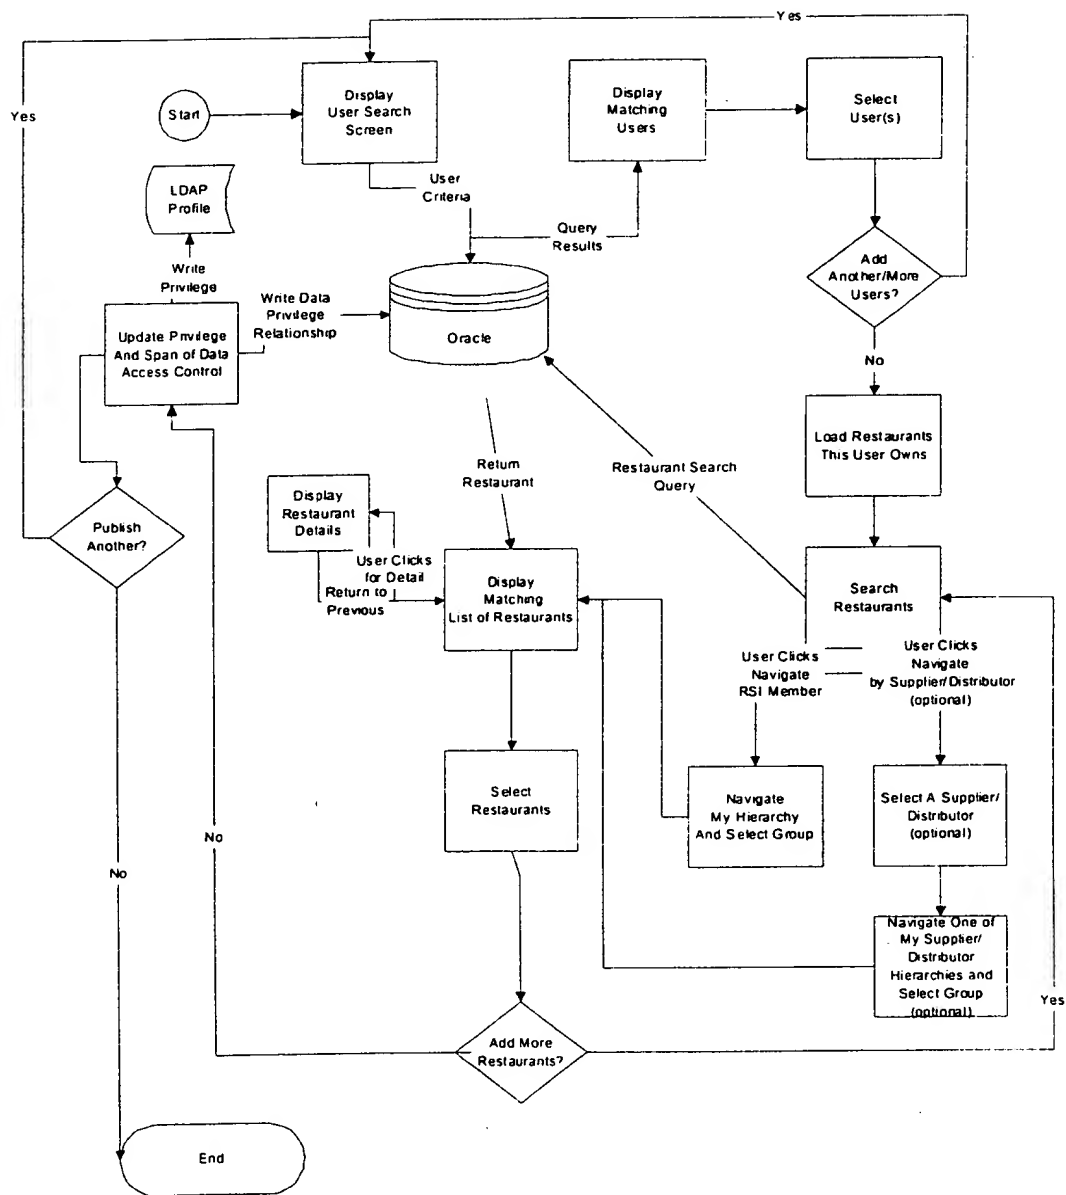 Yes
Yes
Start
Display
User Search
Screen
Display
Matching
Users
Select
User(s)
LDAP
Profile
User
Criteria
Query
Results
Write
Privilege
Write Data
Privilege
Relationship
Add
Another/More
Users?
Update Privilege
And Span of Data
Access Control
Oracle
No
Load Restaurants
This User Owns
Return
Restaurant
Restaurant Search
Query
Display
Restaurant
Details
Publish
Another?
User Clicks
for Detail
Return to
Previous
Display
Matching
List of Restaurants
Search
Restaurants
User Clicks
Navigate
RSI Member
User Clicks
Navigate
by Supplier/Distributor
(optional)
Select
Restaurants
Navigate
My Hierarchy
And Select Group
Select A Supplier/
Distributor
(optional)
No
No
Navigate One of
My Supplier/
Distributor
Hierarchies and
Select Group
(optional)
Yes
Add More
Restaurants?
End